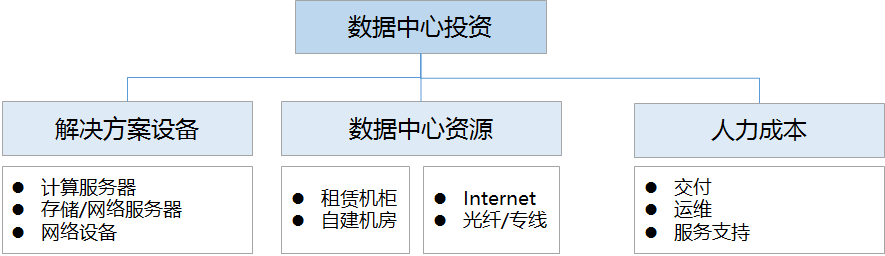 数据中心投资
解决方案设备
数据中心资源
人力成本
● 计算服务器
● 存储/网络服务器
● 网络设备
● 租赁机柜
● 自建机房
● Internet
● 光纤/专线
● 交付
● 运维
● 服务支持